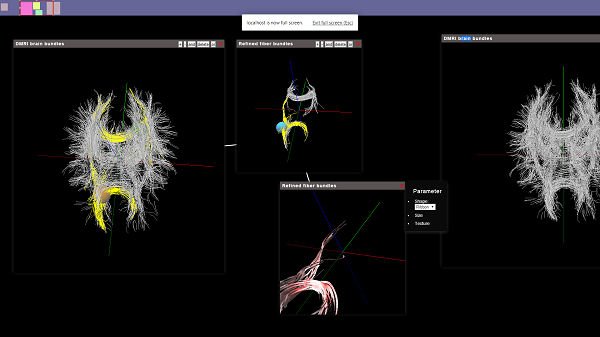 localhost is now full screen.
Exit full screen (Esc)
DMRI brain bundles
Refined fiber bundles
DMRI brain bundles
Refined fiber bundles
Parameter
Shape:
Ribbon
Size
Texture